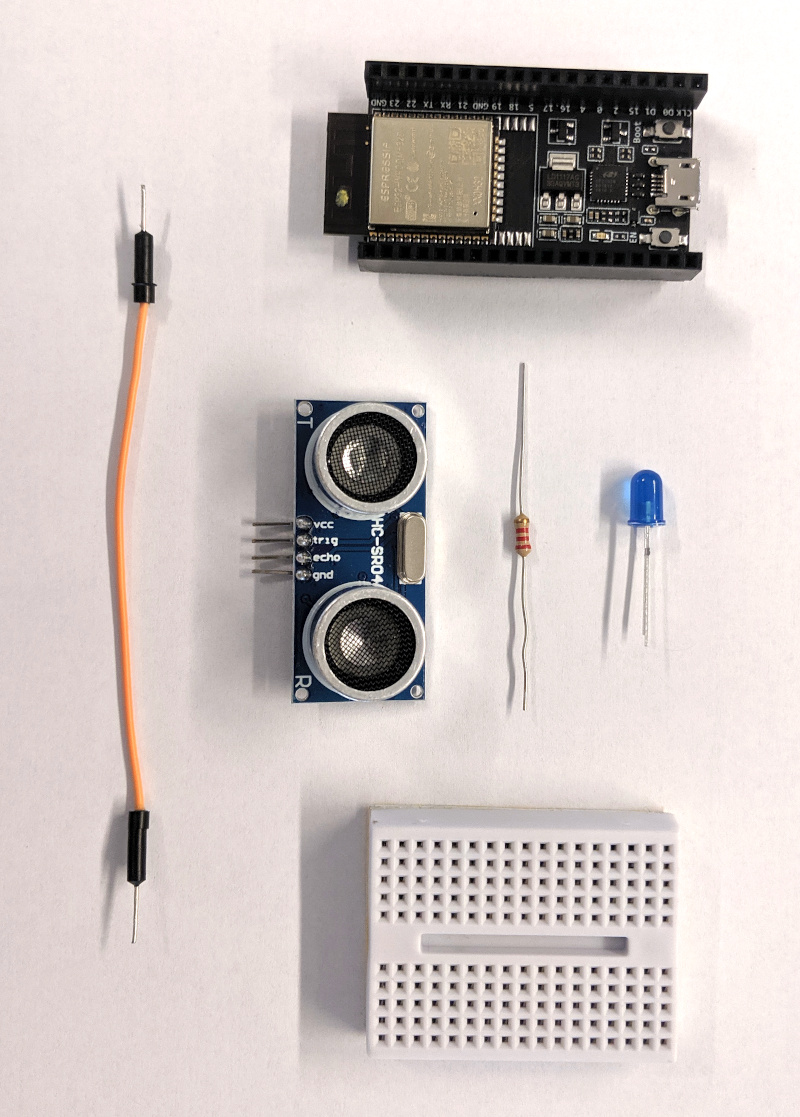 GND 23 22 TX RX 21 GND 19 18 5 17 16 4 0 2 15 D1 D0 CLK
Boot
EN
T
vcc
trig
echo
gnd
HC-SR04
R